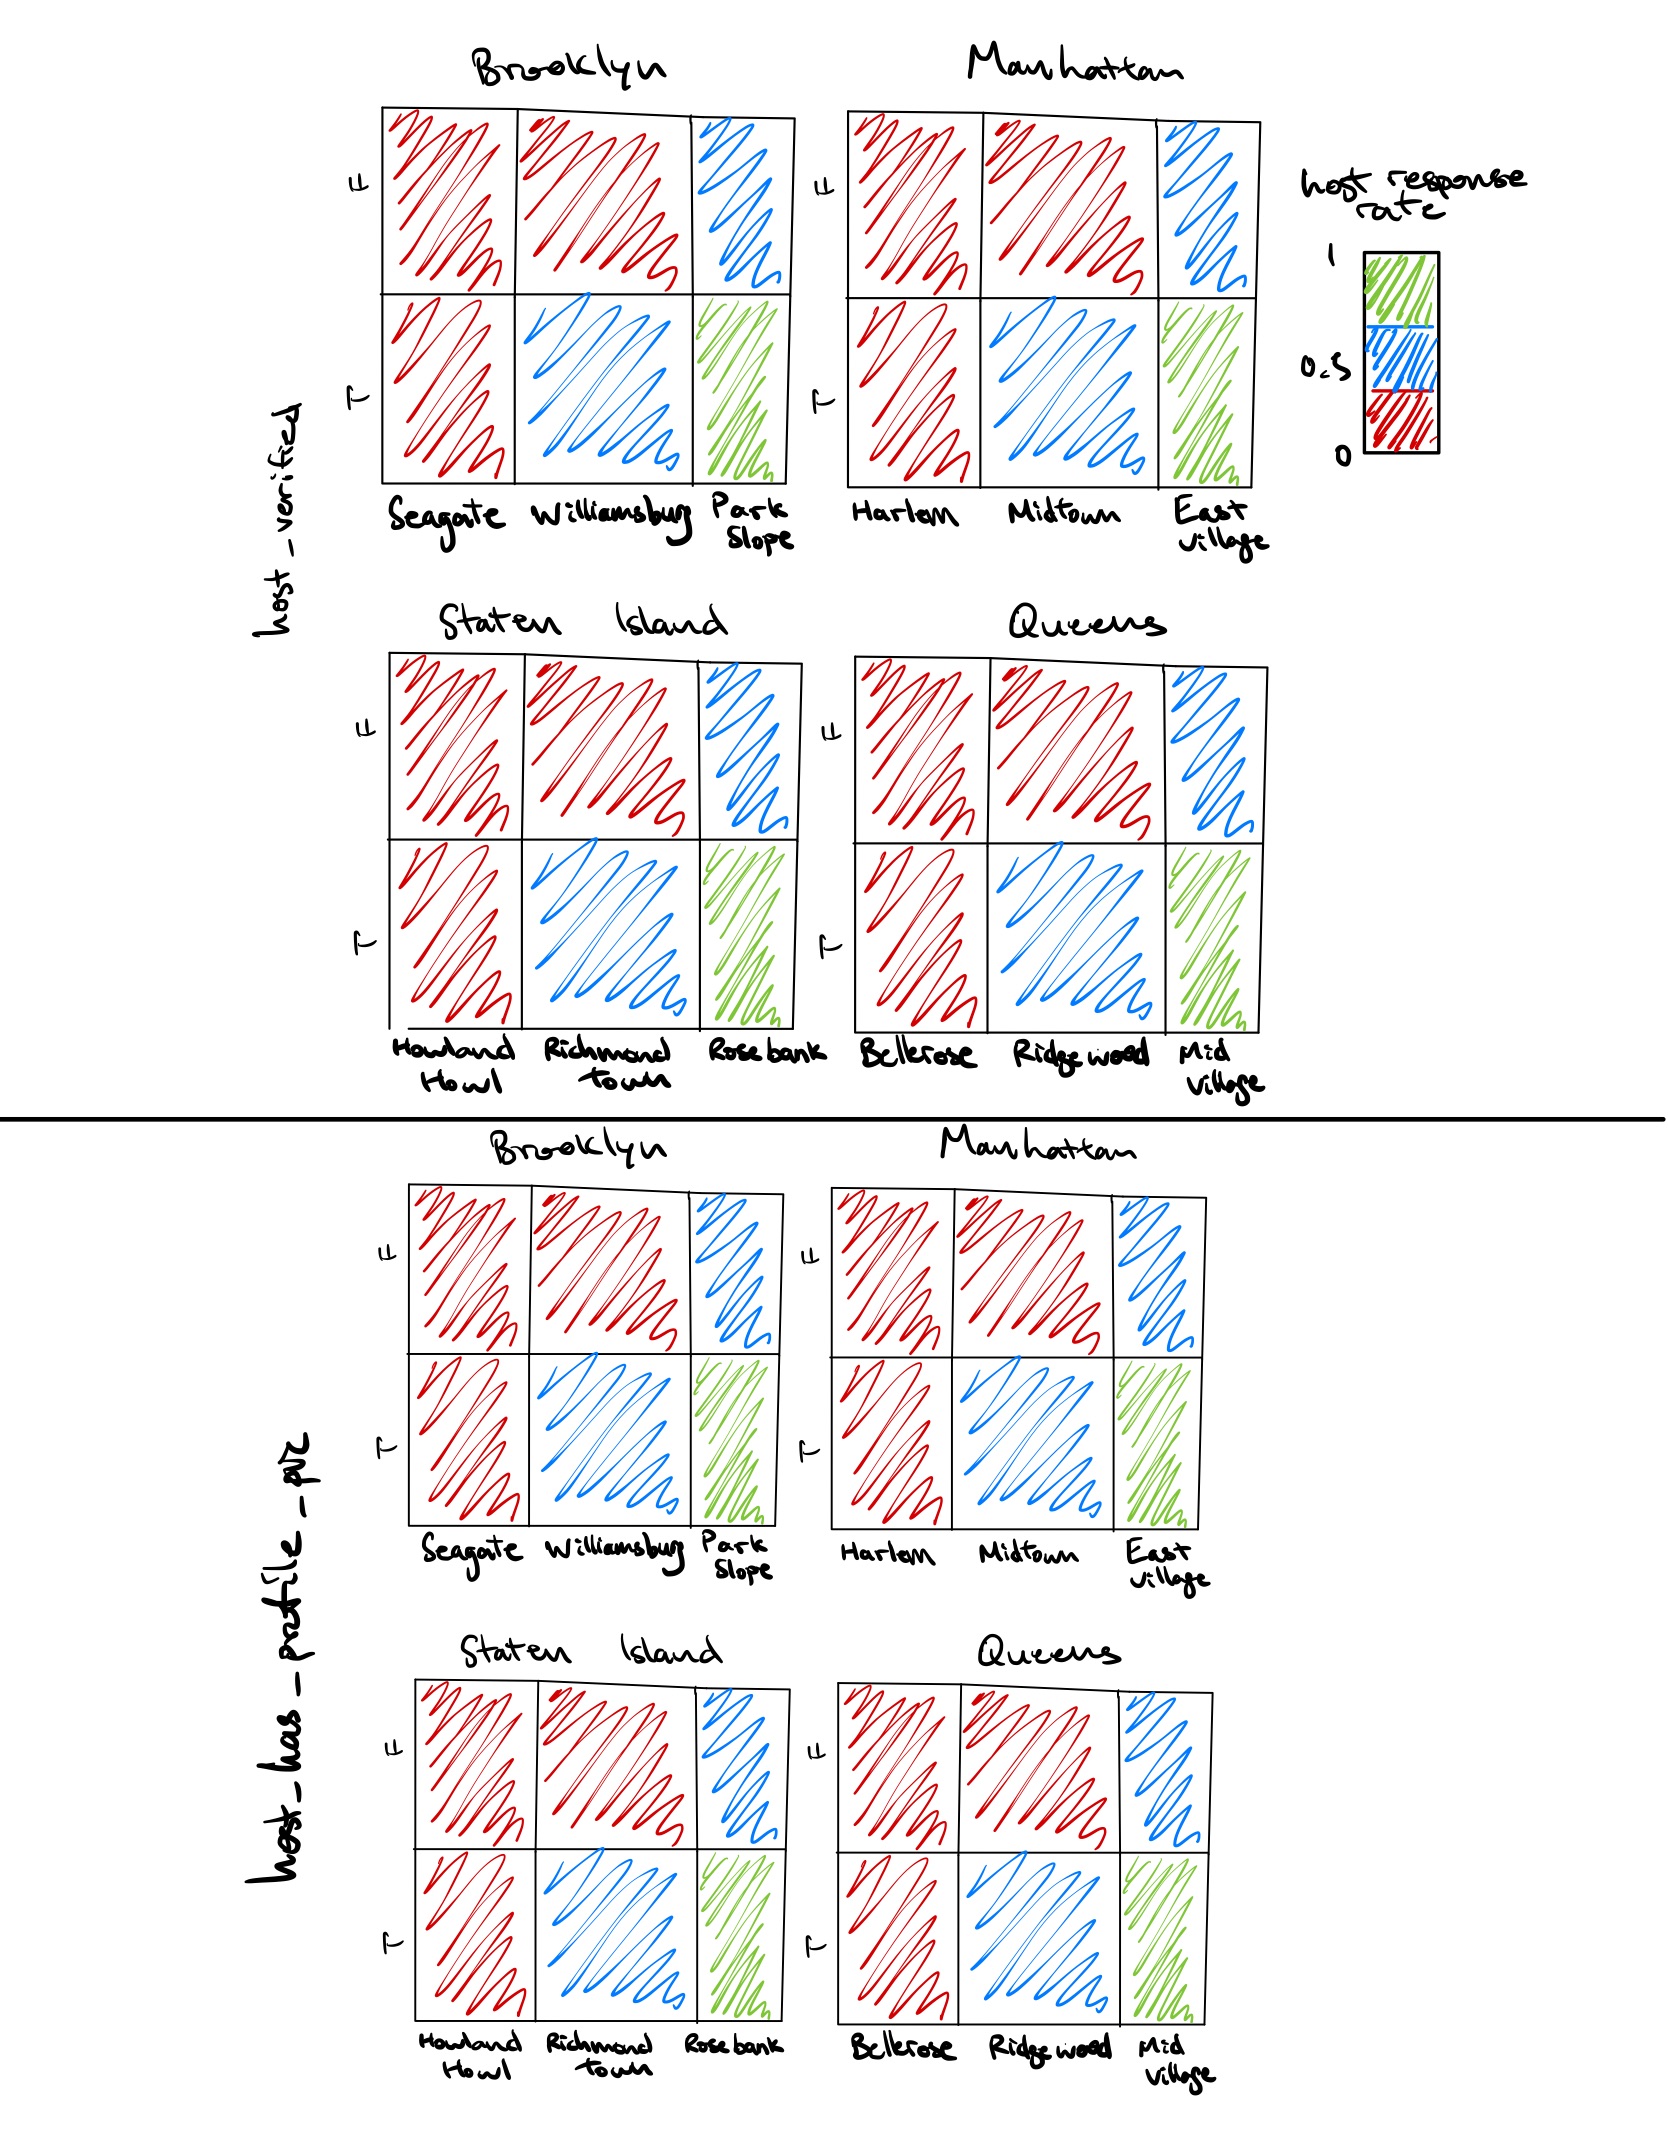 Brooklyn
Manhattan
F
F
host response
rate
1
0.5
0
T
T
host_verified
Seagate Williamsburg Park
Slope
Harlem Midtown East
Village
Staten Island
Queens
F
F
T
T
Howland
Howl
Richmond
town
Rosebank
Bellerose Ridgewood Mid
village
Brooklyn
Manhattan
F
F
T
T
host_has_profile_pic
Seagate Williamsburg Park
Slope
Harlem Midtown East
Village
Staten Island
Queens
F
F
T
T
Howland
Howl
Richmond
town
Rosebank
Bellerose Ridgewood Mid
village